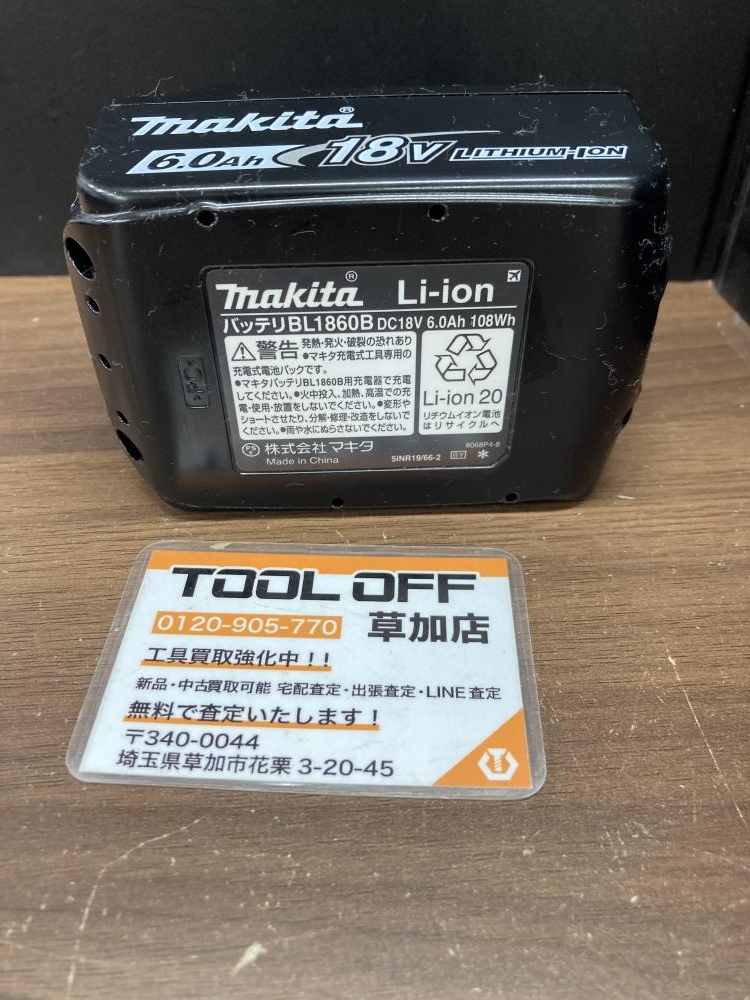 makita®
6.0Ah 18V LITHIUM-ION
makita® Li-ion
バッテリBL1860B DC18V 6.0Ah 108Wh
警告 発熱・発火・破裂の恐れあり
●マキタ充電式工具専用の
充電式電池パックです。
●マキタバッテリBL1860B用充電器で充電
してください。●火中投入、加熱、高温での充
電・使用・放置をしないでください。●変形や
ショートさせたり、分解・修理・改造をしないで
ください。●雨や水にぬらさないでください。
Li-ion 20
リチウムイオン電池
はリサイクルへ
PS E 株式会社マキタ
Made in China
5INR19/66-2
8068P4-8
RY
PC
TOOL OFF
0120-905-770 草加店
工具買取強化中!!
新品・中古買取可能 宅配査定・出張査定・LINE査定
無料で査定いたします!
〒340-0044
埼玉県草加市花栗 3-20-45